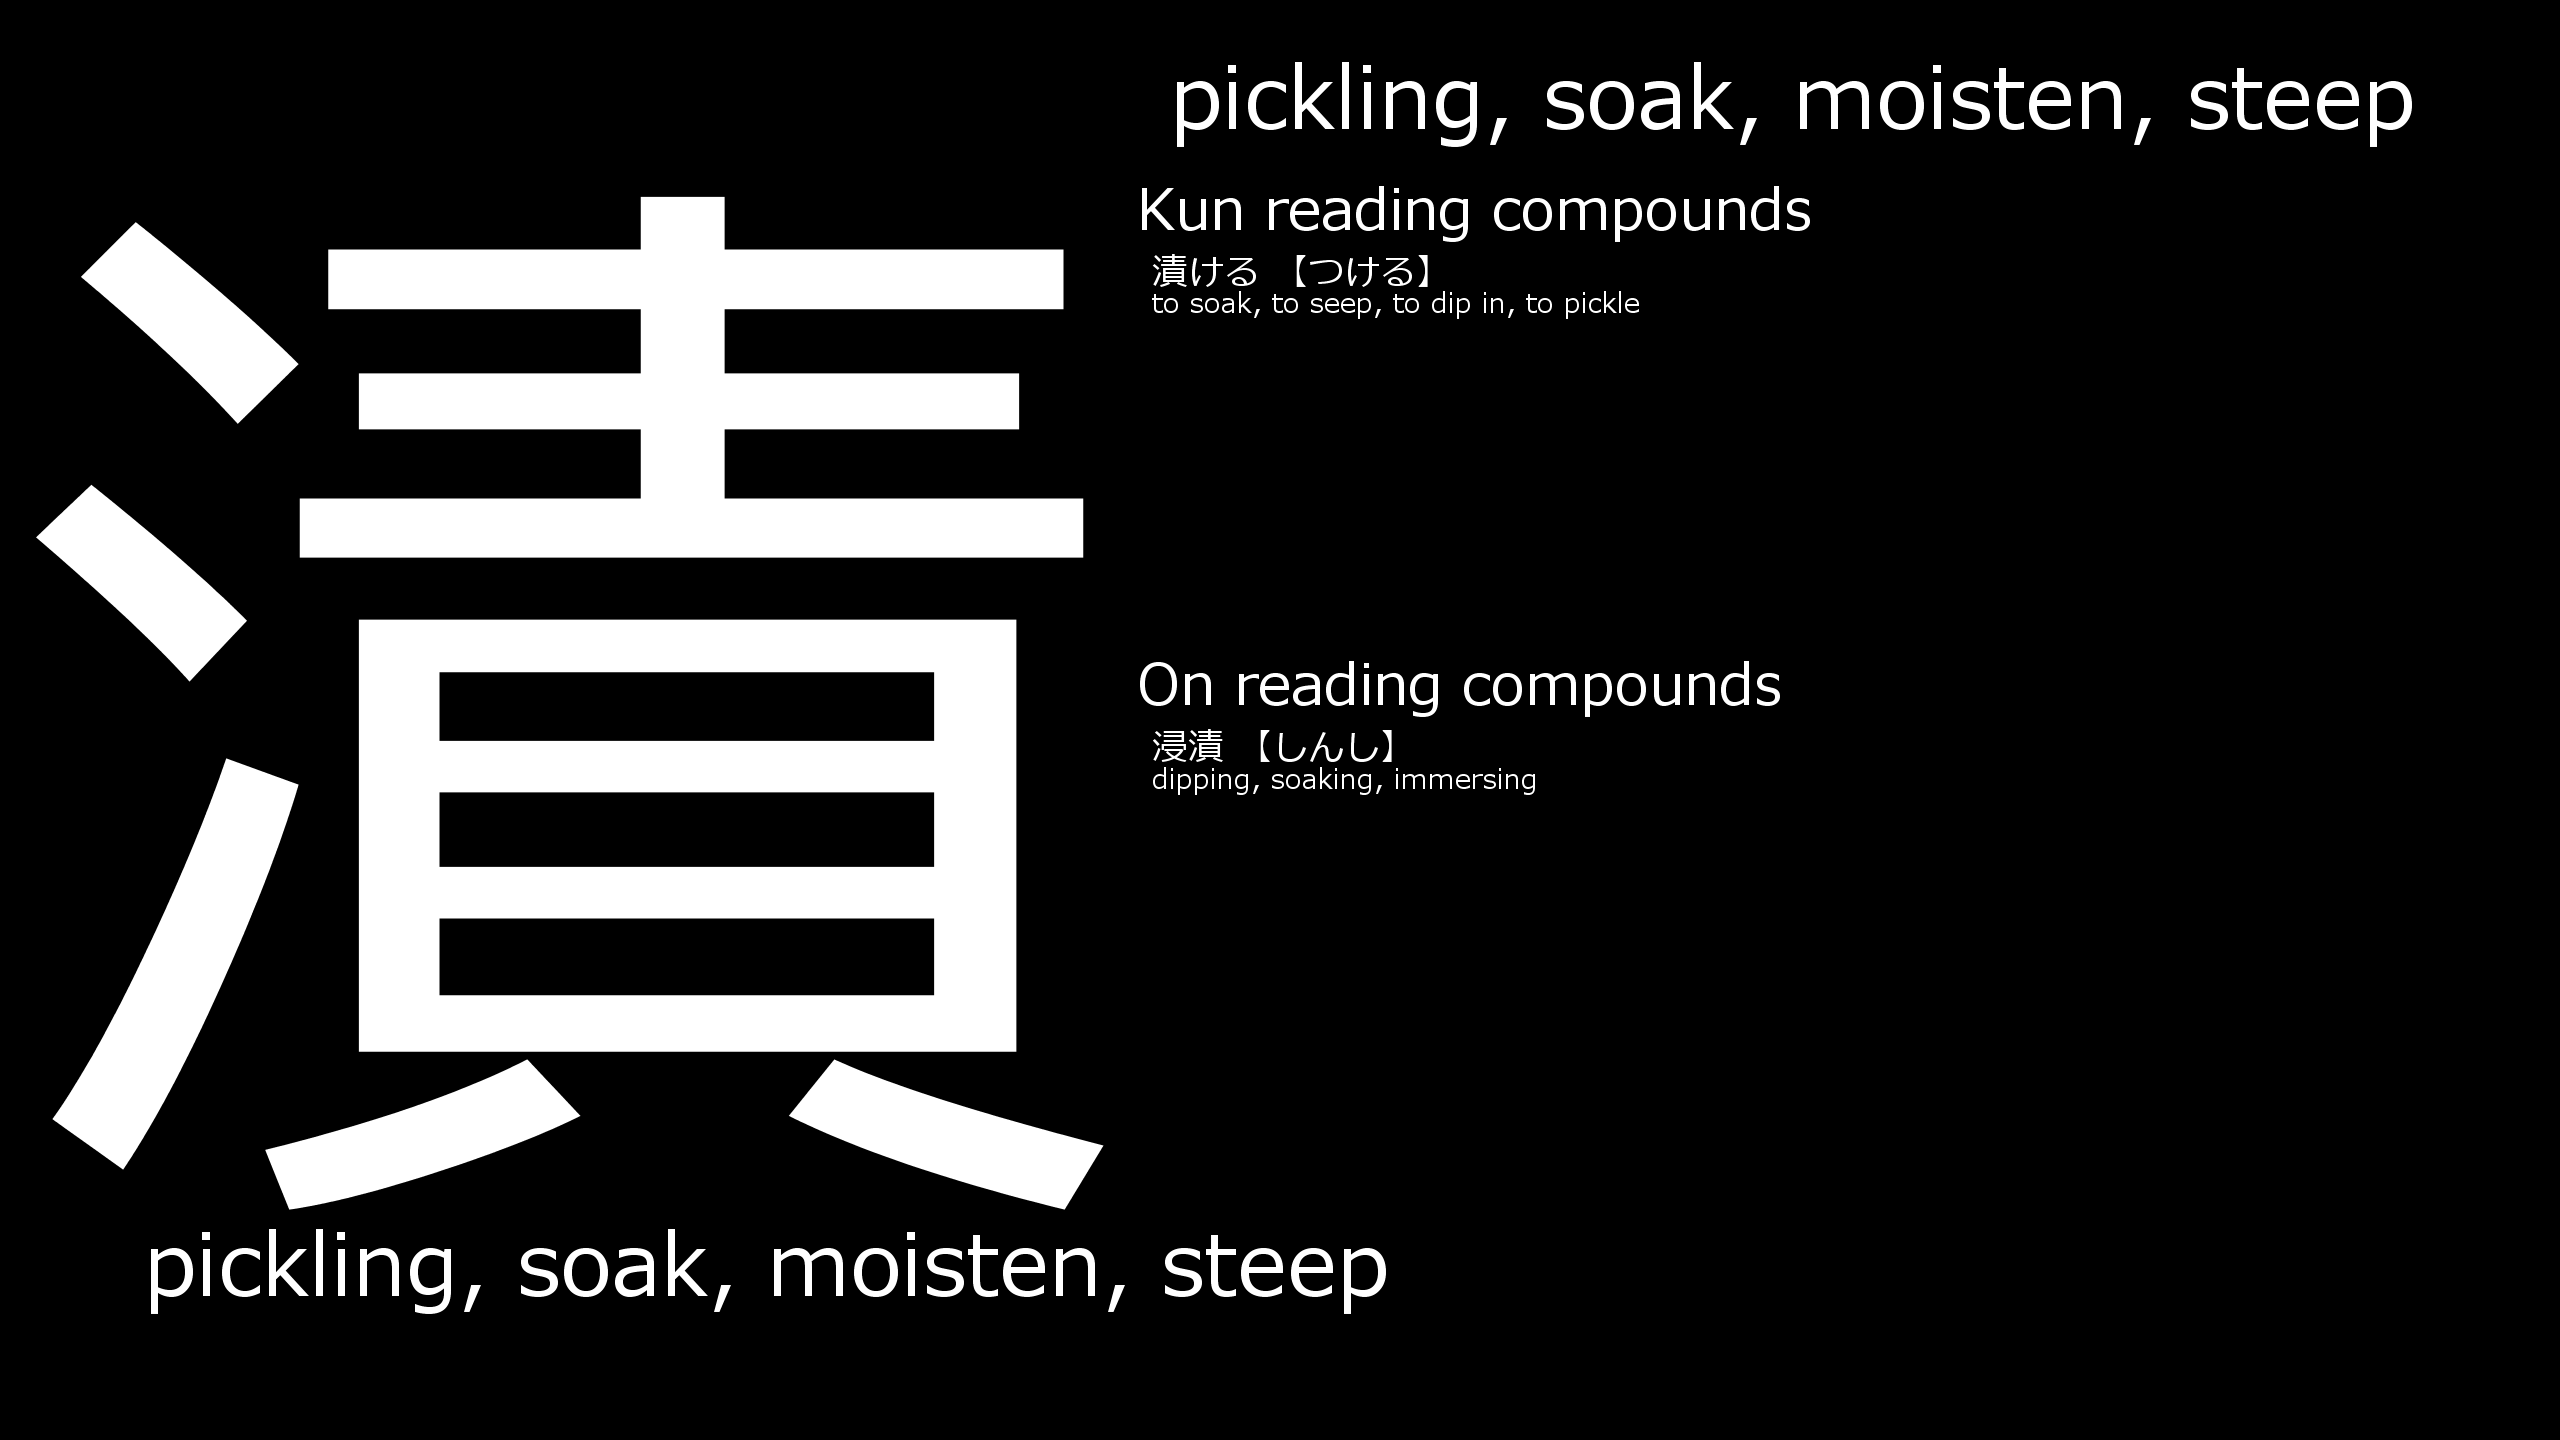 漬
pickling, soak, moisten, steep
Kun reading compounds
漬ける 【つける】
to soak, to seep, to dip in, to pickle
On reading compounds
浸漬 【しんし】
dipping, soaking, immersing
pickling, soak, moisten, steep